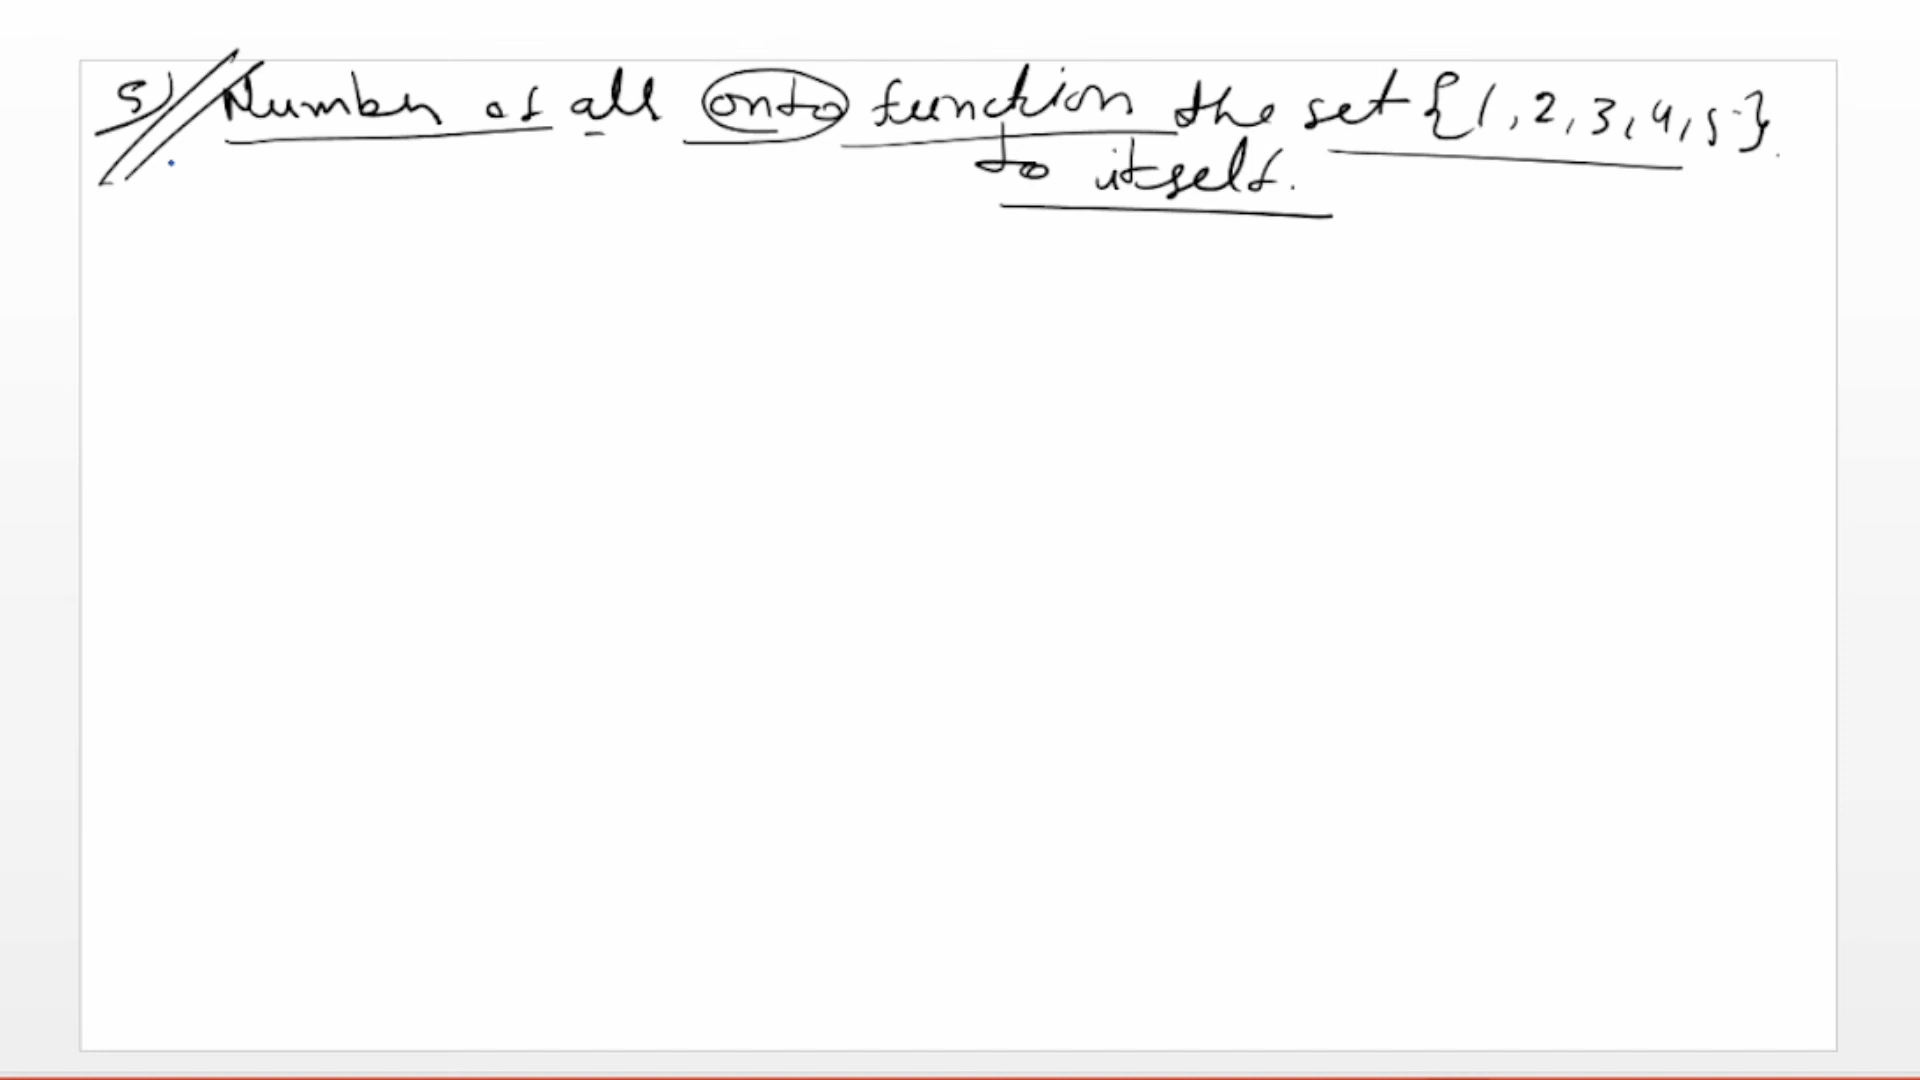 5) Number of all onto function the set {1, 2, 3, 4, 5}
to itself.